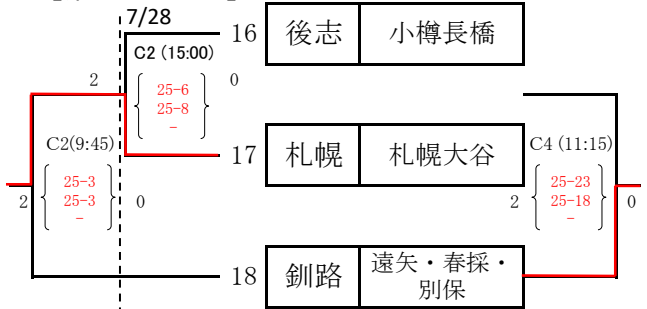 7/28
16 後志 小樽長橋
C2 (15:00)
2 0
25-6
25-8
-
C2(9:45)
17 札幌 札幌大谷
C4 (11:15)
25-3
25-3
-
2 0
25-23
25-18
-
2 0
18 釧路 遠矢・春採・
別保